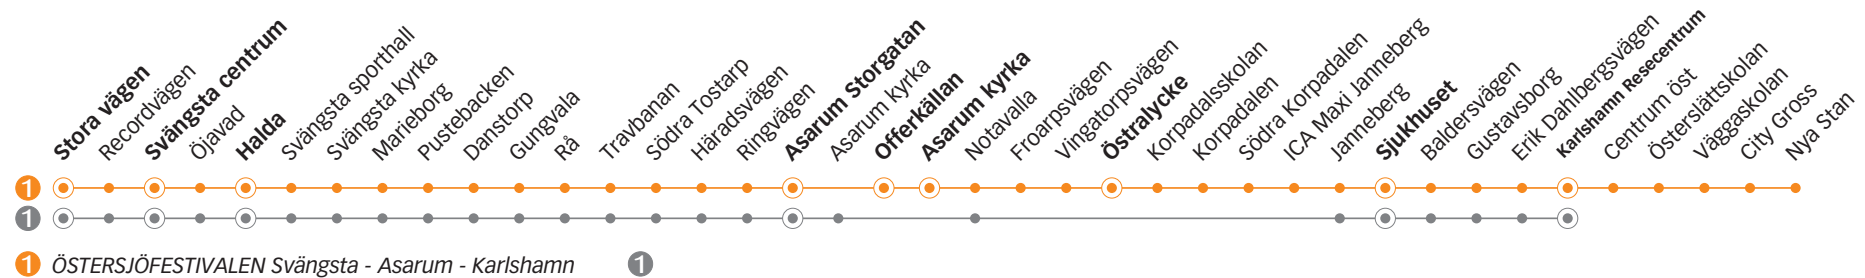 Stora vägen
Recordvägen
Svängsta centrum
Öjavad
Halda
Svängsta sporthall
Svängsta kyrka
Marieborg
Pustebacken
Danstorp
Gungvala
Rå
Travbanan
Södra Tostarp
Häradsvägen
Ringvägen
Asarum Storgatan
Asarum Kyrka
Offerkällan
Asarum kyrka
Notavalla
Froarpsvägen
Vingatorpsvägen
Östralycke
Korpadalsskolan
Korpadalen
Södra Korpadalen
ICA Maxi Janneberg
Janneberg
Sjukhuset
Baldersvägen
Gustavsborg
Erik Dahlbergsvägen
Karlshamn Resecentrum
Centrum öst
Österslättskolan
Väggaskolan
City Gross
Nya Stan
1
1
1 ÖSTERSJÖFESTIVALEN Svängsta - Asarum - Karlshamn 1